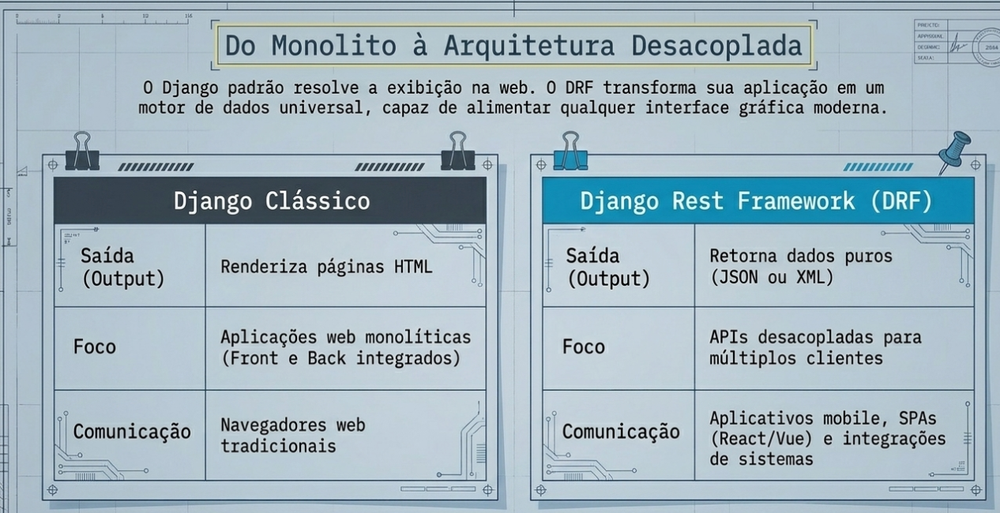 Do Monolito à Arquitetura Desacoplada
O Django padrão resolve a exibição na web. O DRF transforma sua aplicação em um
motor de dados universal, capaz de alimentar qualquer interface gráfica moderna.
Django Clássico
Saída
(Output)
Renderiza páginas HTML
Foco
Aplicações web monolíticas
(Front e Back integrados)
Comunicação
Navegadores web
tradicionais
Django Rest Framework (DRF)
Saída
(Output)
Retorna dados puros
(JSON ou XML)
Foco
APIs desacopladas para
múltiplos clientes
Comunicação
Aplicativos mobile, SPAs
(React/Vue) e integrações
de sistemas